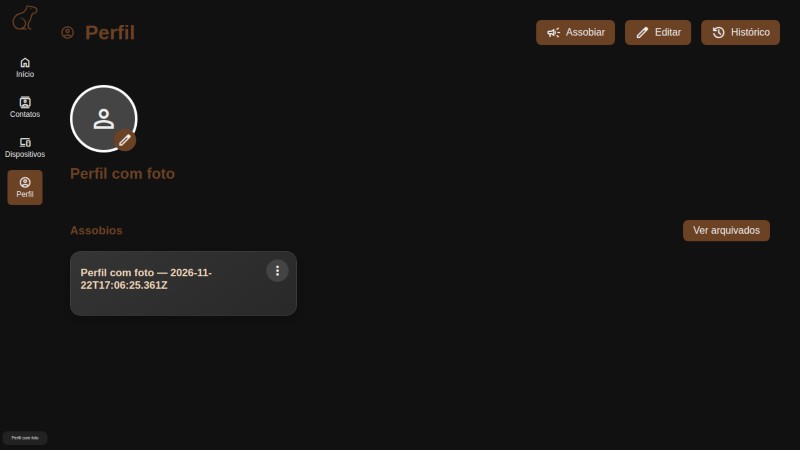 Perfil
Assobiar
Editar
Histórico
Início
Contatos
Dispositivos
Perfil
Perfil com foto
Assobios
Ver arquivados
Perfil com foto — 2026-11-
22T17:06:25.361Z
Perfil com foto